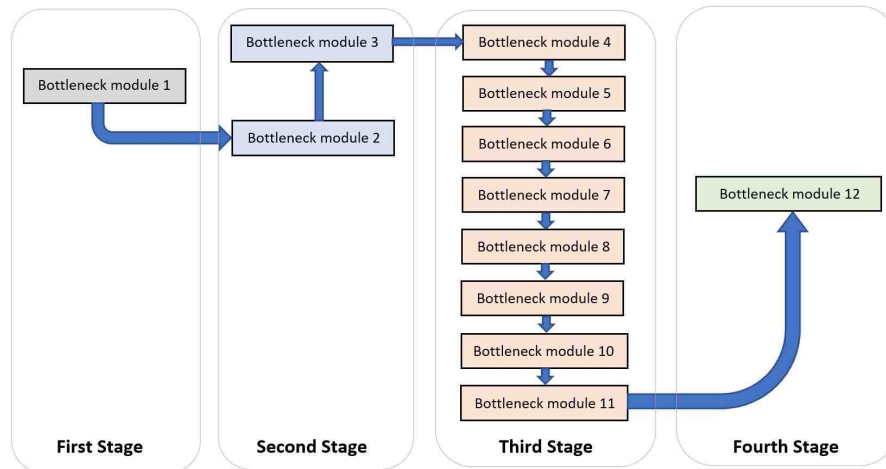 Bottleneck module 1
First Stage
Bottleneck module 3
Bottleneck module 2
Second Stage
Bottleneck module 4
Bottleneck module 5
Bottleneck module 6
Bottleneck module 7
Bottleneck module 8
Bottleneck module 9
Bottleneck module 10
Bottleneck module 11
Third Stage
Bottleneck module 12
Fourth Stage